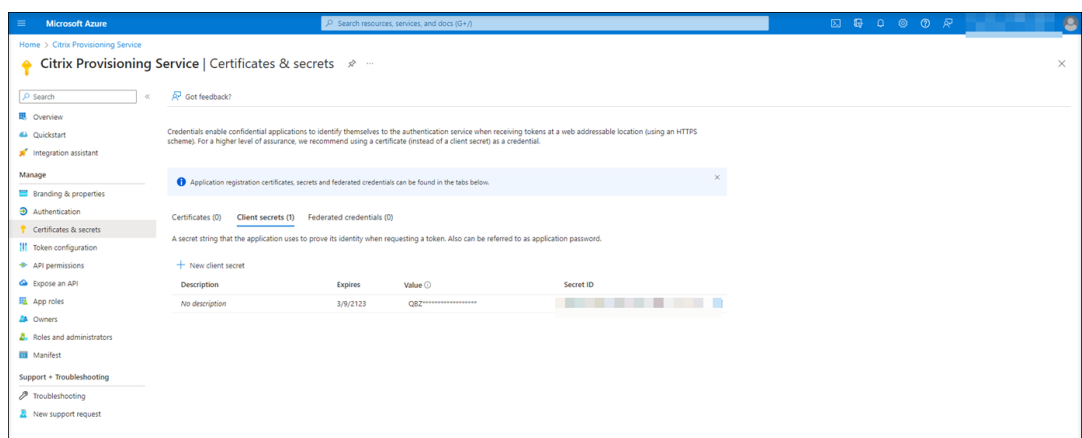 Microsoft Azure
Search resources, services, and docs (G+/)
Home > Citrix Provisioning Service
Citrix Provisioning Service | Certificates & secrets
Search
Got feedback?
Overview
Quickstart
Integration assistant
Manage
Branding & properties
Authentication
Certificates & secrets
Token configuration
API permissions
Expose an API
App roles
Owners
Roles and administrators
Manifest
Support + Troubleshooting
Troubleshooting
New support request
Credentials enable confidential applications to identify themselves to the authentication service when receiving tokens at a web addressable location (using an HTTPS
scheme). For a higher level of assurance, we recommend using a certificate (instead of a client secret) as a credential.
Application registration certificates, secrets and federated credentials can be found in the tabs below.
Certificates (0) Client secrets (1) Federated credentials (0)
A secret string that the application uses to prove its identity when requesting a token. Also can be referred to as application password.
New client secret
Description Expires Value Secret ID
No description 3/9/2123 QBZ******************